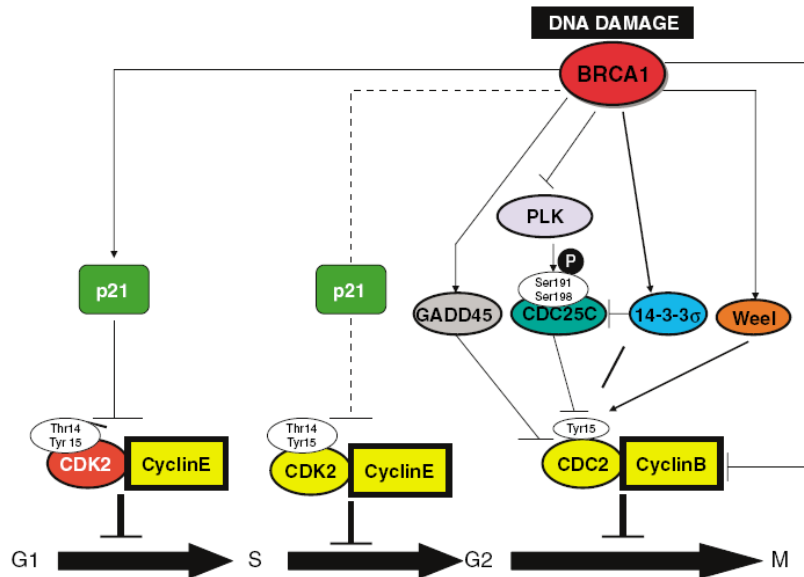 DNA DAMAGE
BRCA1
PLK
P
p21
p21
Ser191
Ser198
GADD45
CDC25C
14-3-3σ
WeeI
Thr14
Tyr 15
CDK2
CyclinE
Thr14
Tyr15
CDK2
CyclinE
Tyr15
CDC2
CyclinB
G1
S
G2
M